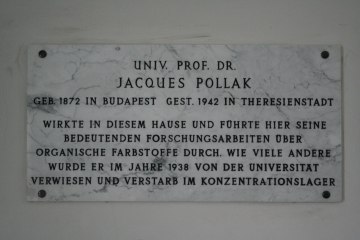 UNIV. PROF. DR.
JACQUES POLLAK
GEB. 1872 IN BUDAPEST GEST. 1942 IN THERESIENSTADT
WIRKTE IN DIESEM HAUSE UND FÜHRTE HIER SEINE
BEDEUTENDEN FORSCHUNGSARBEITEN ÜBER
ORGANISCHE FARBSTOFFE DURCH. WIE VIELE ANDERE
WURDE ER IM JAHRE 1938 VON DER UNIVERSITÄT
VERWIESEN UND VERSTARB IM KONZENTRATIONSLAGER